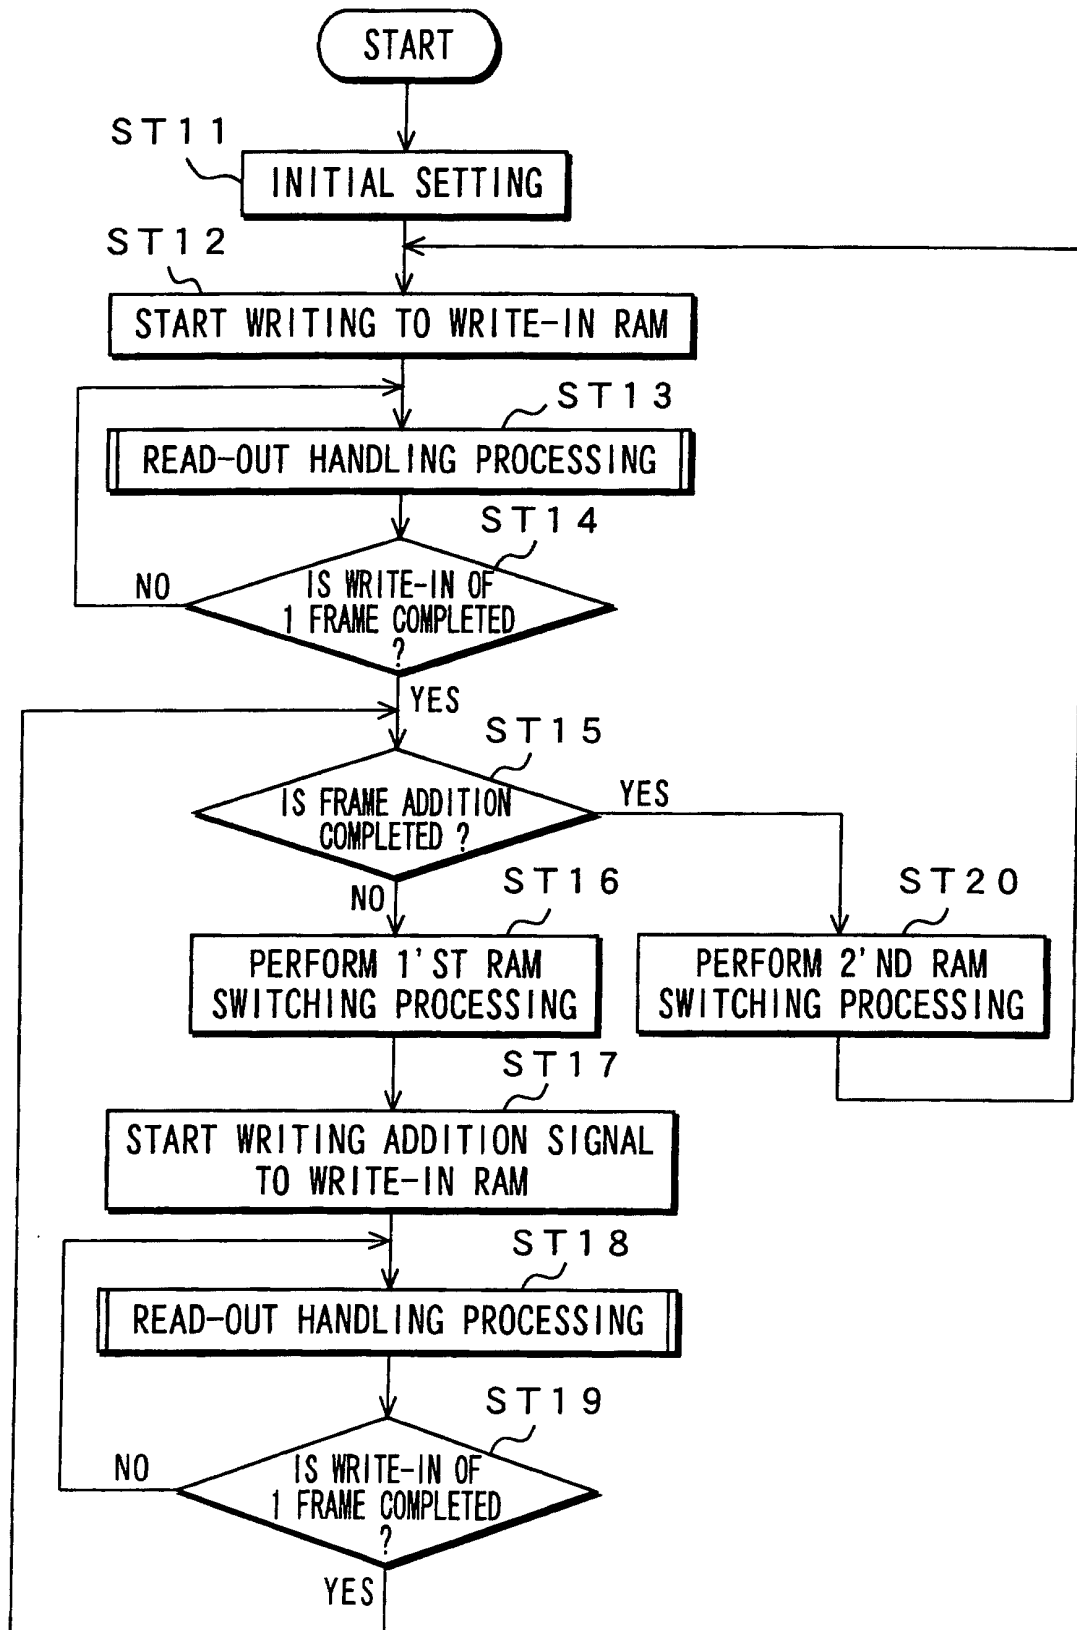 START
ST11
INITIAL SETTING
ST12
START WRITING TO WRITE-IN RAM
ST13
READ-OUT HANDLING PROCESSING
ST14
IS WRITE-IN OF
1 FRAME COMPLETED
?
NO
YES
ST15
IS FRAME ADDITION
COMPLETED ?
YES
NO
ST16
PERFORM 1'ST RAM
SWITCHING PROCESSING
ST20
PERFORM 2'ND RAM
SWITCHING PROCESSING
ST17
START WRITING ADDITION SIGNAL
TO WRITE-IN RAM
ST18
READ-OUT HANDLING PROCESSING
ST19
IS WRITE-IN OF
1 FRAME COMPLETED
?
NO
YES